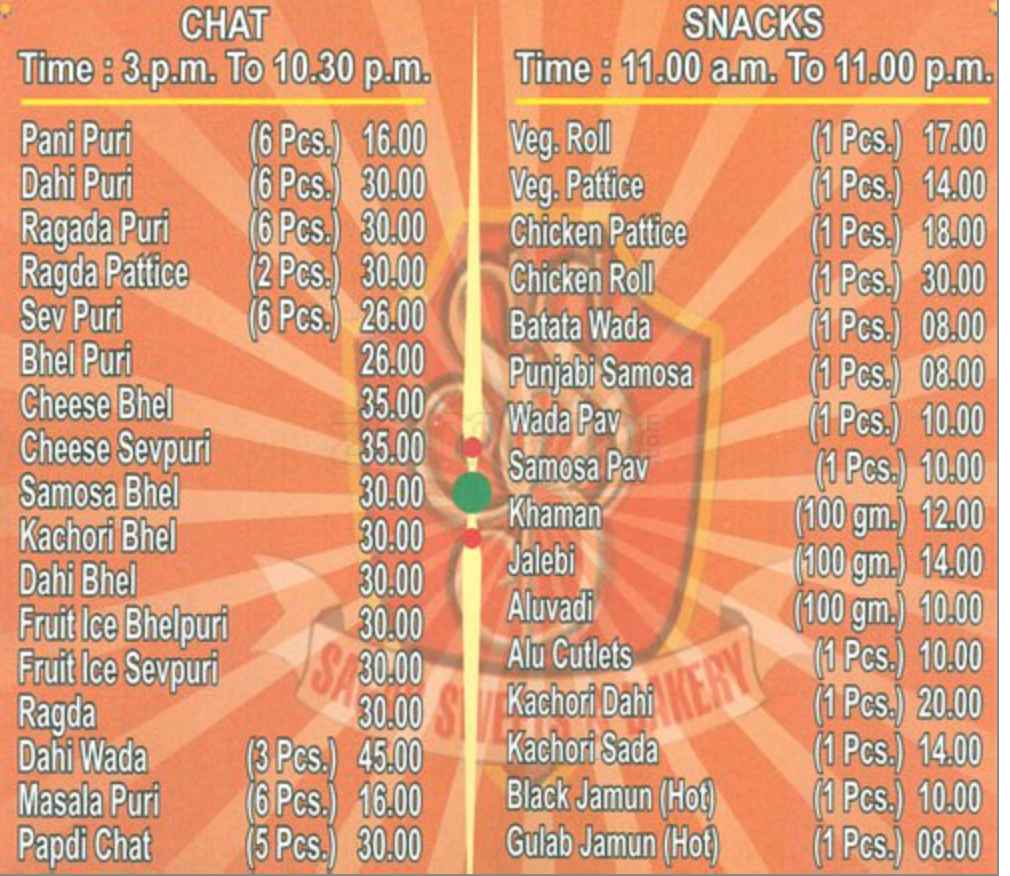 CHAT
Time : 3.p.m. To 10.30 p.m.
Pani Puri (6 Pcs.) 16.00
Dahi Puri (6 Pcs.) 30.00
Ragada Puri (6 Pcs.) 30.00
Ragda Pattice (2 Pcs.) 30.00
Sev Puri (6 Pcs.) 26.00
Bhel Puri 26.00
Cheese Bhel 35.00
Cheese Sevpuri 35.00
Samosa Bhel 30.00
Kachori Bhel 30.00
Dahi Bhel 30.00
Fruit Ice Bhelpuri 30.00
Fruit Ice Sevpuri 30.00
Ragda 30.00
Dahi Wada (3 Pcs.) 45.00
Masala Puri (6 Pcs.) 16.00
Papdi Chat (5 Pcs.) 30.00
SNACKS
Time : 11.00 a.m. To 11.00 p.m.
Veg. Roll (1 Pcs.) 17.00
Veg. Pattice (1 Pcs.) 14.00
Chicken Pattice (1 Pcs.) 18.00
Chicken Roll (1 Pcs.) 30.00
Batata Wada (1 Pcs.) 08.00
Punjabi Samosa (1 Pcs.) 08.00
Wada Pav (1 Pcs.) 10.00
Samosa Pav (1 Pcs.) 10.00
Khaman (100 gm.) 12.00
Jalebi (100 gm.) 14.00
Aluvadi (100 gm.) 10.00
Alu Cutlets (1 Pcs.) 10.00
Kachori Dahi (1 Pcs.) 20.00
Kachori Sada (1 Pcs.) 14.00
Black Jamun (Hot) (1 Pcs.) 10.00
Gulab Jamun (Hot) (1 Pcs.) 08.00